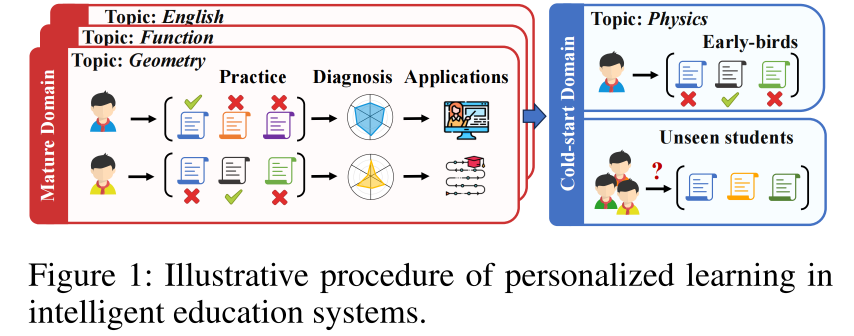 Topic: English
Topic: Function
Topic: Geometry
Mature Domain
Practice
Diagnosis
Applications
Cold-start Domain
Topic: Physics
Early-birds
Unseen students
?
Figure 1: Illustrative procedure of personalized learning in
intelligent education systems.